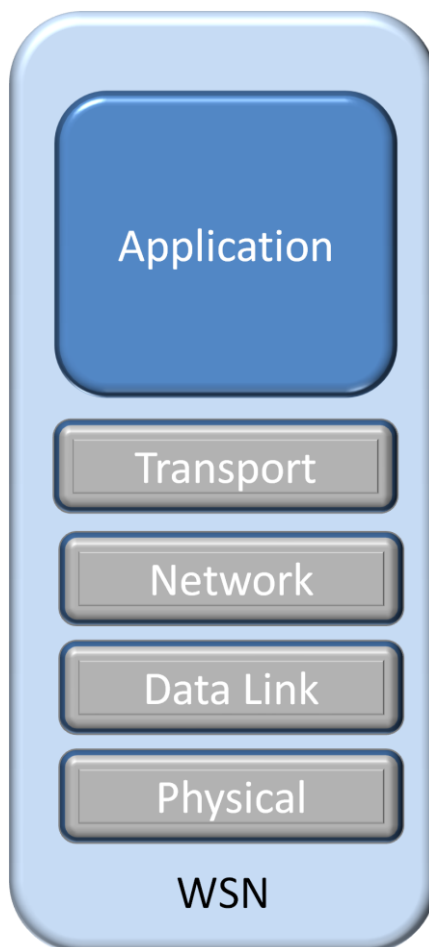 Application
Transport
Network
Data Link
Physical
WSN